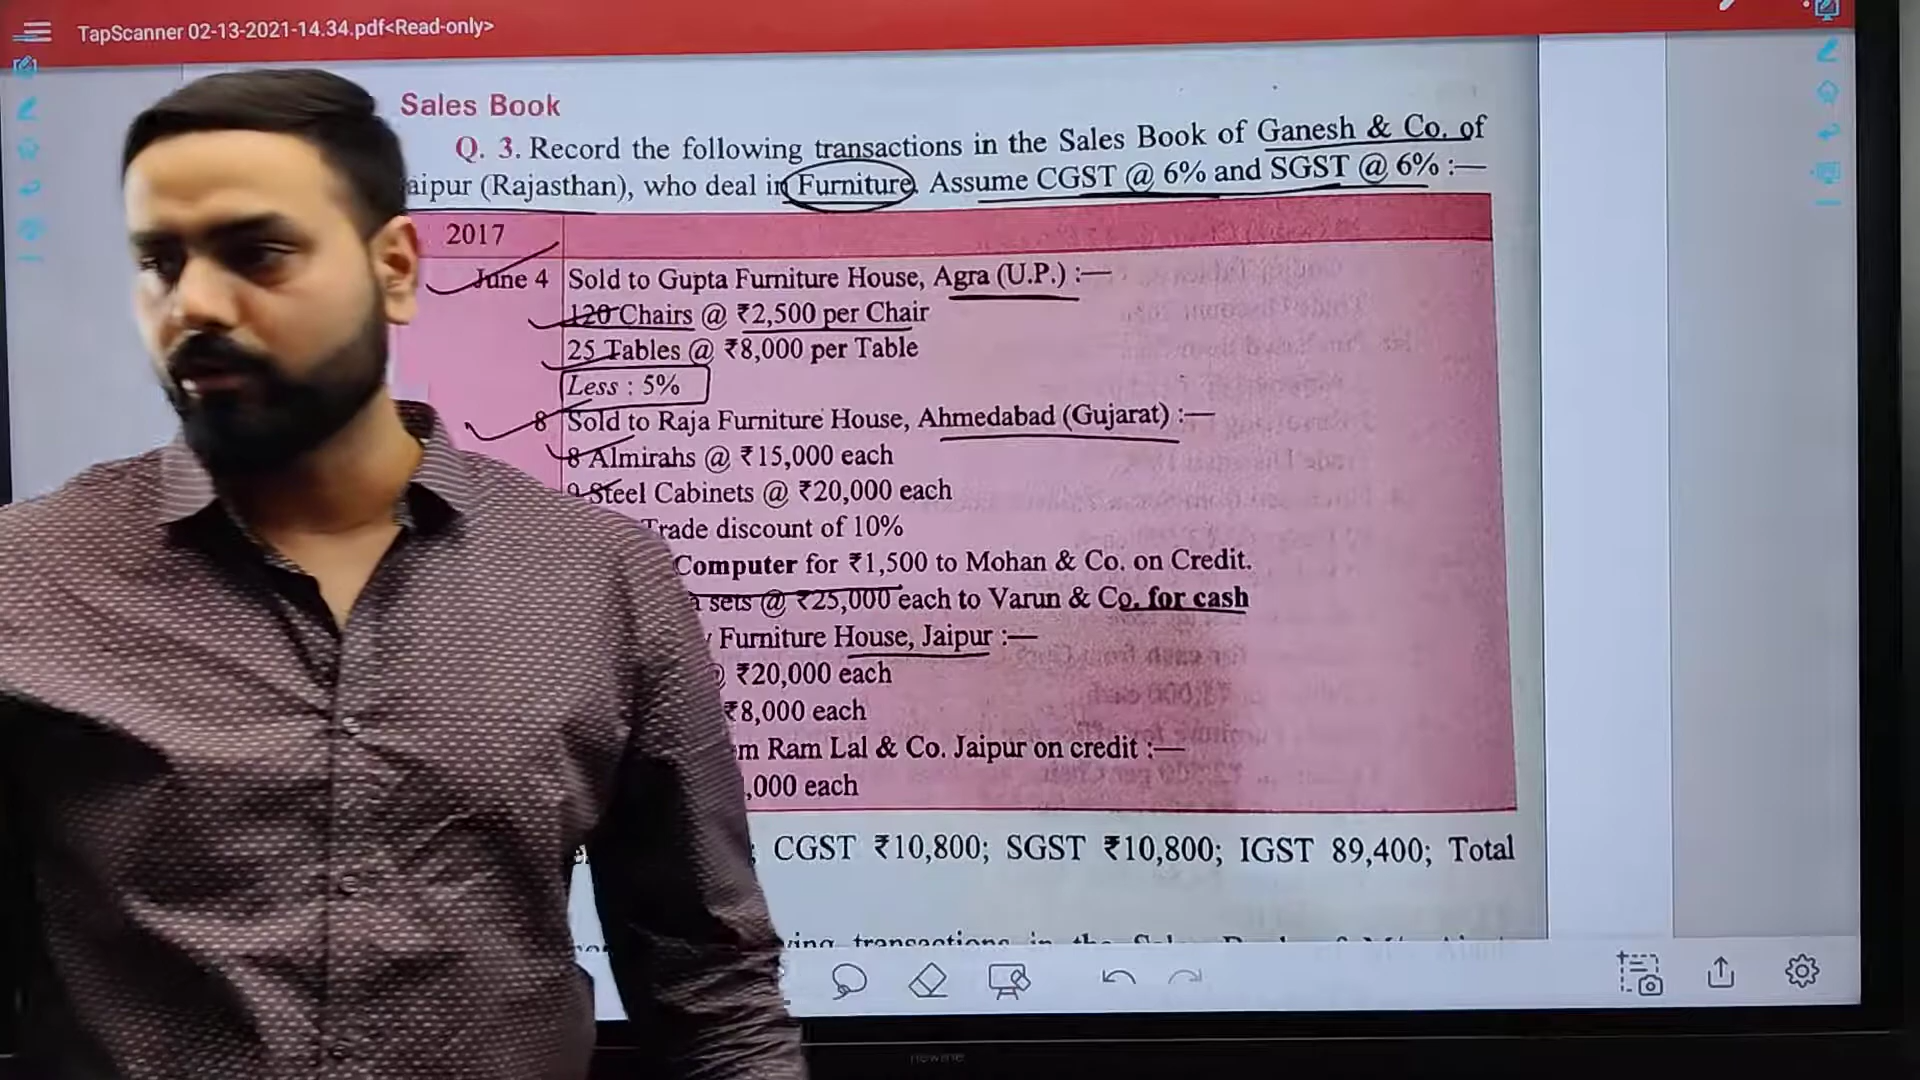 TapScanner 02-13-2021-14.34.pdf<Read-only>
Sales Book
Q. 3. Record the following transactions in the Sales Book of Ganesh & Co. of
aipur (Rajasthan), who deal in Furniture. Assume CGST @ 6% and SGST @ 6% :—
2017
June 4 Sold to Gupta Furniture House, Agra (U.P.) :—
120 Chairs @ ₹2,500 per Chair
25 Tables @ ₹8,000 per Table
Less : 5%
8 Sold to Raja Furniture House, Ahmedabad (Gujarat) :—
8 Almirahs @ ₹15,000 each
9 Steel Cabinets @ ₹20,000 each
Trade discount of 10%
Computer for ₹1,500 to Mohan & Co. on Credit.
a sets @ ₹25,000 each to Varun & Co. for cash
Furniture House, Jaipur :—
@ ₹20,000 each
₹8,000 each
m Ram Lal & Co. Jaipur on credit :—
,000 each
; CGST ₹10,800; SGST ₹10,800; IGST 89,400; Total
ving transactions in the
newline